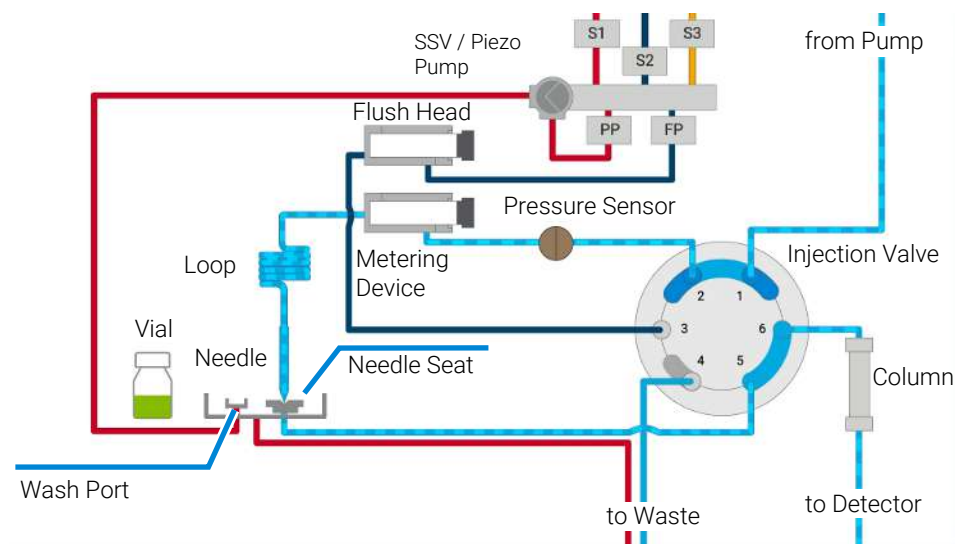 S1
S3
SSV / Piezo
Pump
from Pump
S2
Flush Head
PP
FP
Pressure Sensor
Injection Valve
Loop
Metering
Device
2
1
3
6
4
5
Vial
Needle
Needle Seat
Column
Wash Port
to Waste
to Detector